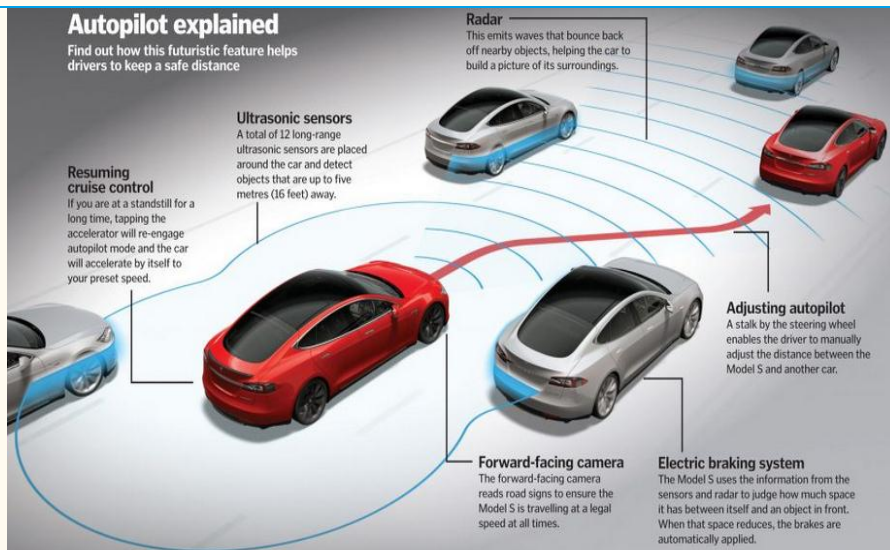 Autopilot explained
Find out how this futuristic feature helps
drivers to keep a safe distance
Radar
This emits waves that bounce back
off nearby objects, helping the car to
build a picture of its surroundings.
Ultrasonic sensors
A total of 12 long-range
ultrasonic sensors are placed
around the car and detect
objects that are up to five
metres (16 feet) away.
Resuming
cruise control
If you are at a standstill for a
long time, tapping the
accelerator will re-engage
autopilot mode and the car
will accelerate by itself to
your preset speed.
Adjusting autopilot
A stalk by the steering wheel
enables the driver to manually
adjust the distance between the
Model S and another car.
Forward-facing camera
The forward-facing camera
reads road signs to ensure the
Model S is travelling at a legal
speed at all times.
Electric braking system
The Model S uses the information from the
sensors and radar to judge how much space
it has between itself and an object in front.
When that space reduces, the brakes are
automatically applied.